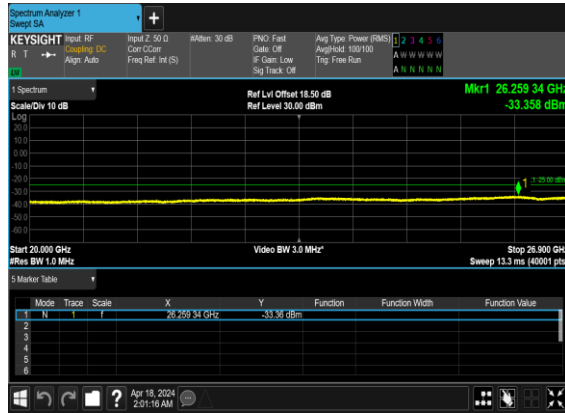 Spectrum Analyzer 1
Swept SA
+
KEYSIGHT
R T
LW
Input: RF
Coupling: DC
Align: Auto
Input Z: 50 Ω
Corr CCorr
Freq Ref: Int (S)
#Atten: 30 dB
PNO: Fast
Gate: Off
IF Gain: Low
Sig Track: Off
Avg Type: Power (RMS)
Avg|Hold: 100/100
Trig: Free Run
1 2 3 4 5 6
A W W W W W
A N N N N N
1 Spectrum
Scale/Div 10 dB
Ref Lvl Offset 18.50 dB
Ref Level 30.00 dBm
Mkr1 26.259 34 GHz
-33.358 dBm
Log
20.0
10.0
0.00
-10.0
-20.0
-30.0
-40.0
-50.0
-60.0
1
-25.00 dBm
Start 20.000 GHz
#Res BW 1.0 MHz
Video BW 3.0 MHz*
Stop 26.900 GHz
Sweep 13.3 ms (40001 pts
5 Marker Table
Mode Trace Scale X Y Function Function Width Function Value
1 N 1 f 26.259 34 GHz -33.36 dBm
2
3
4
5
6
?
Apr 18, 2024
2:01:16 AM